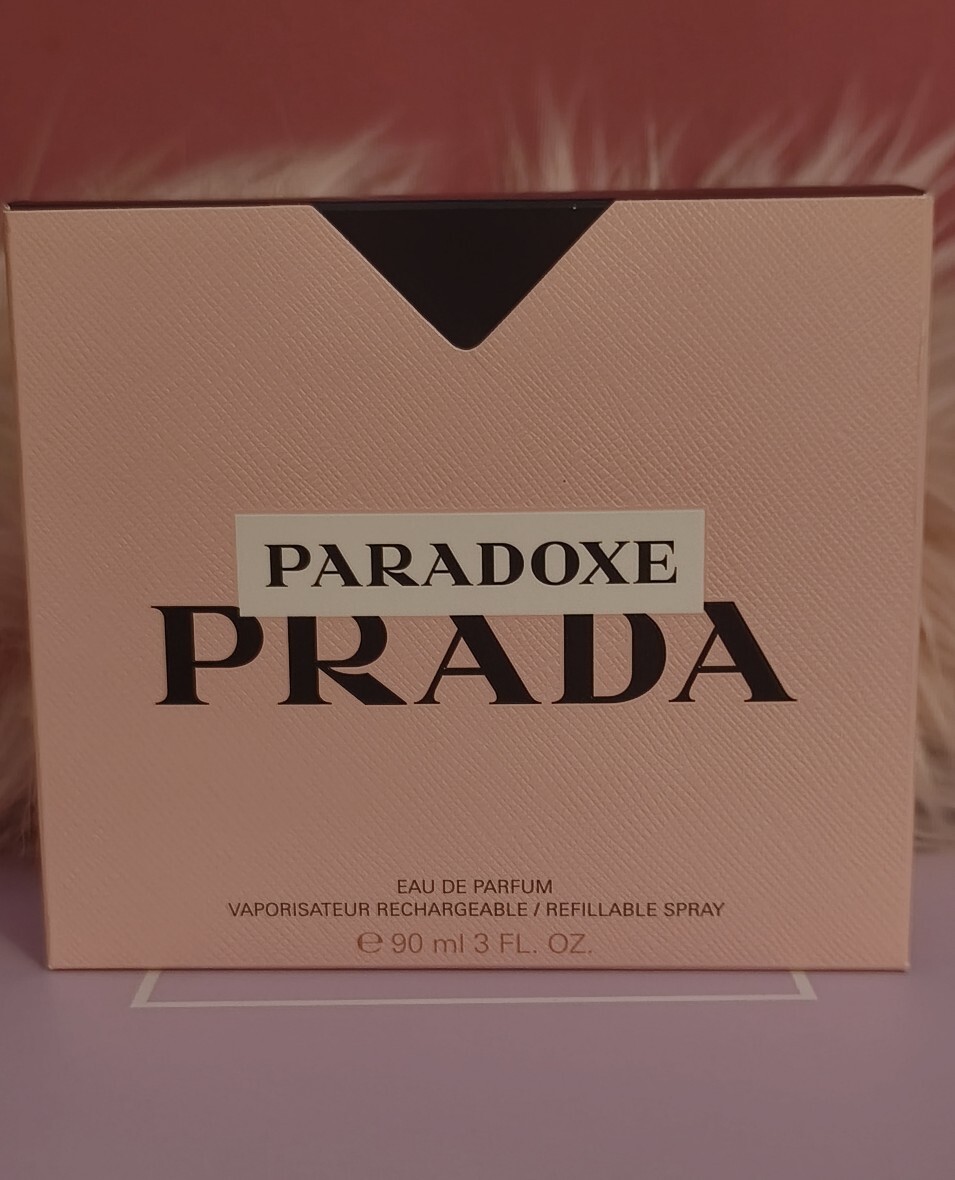 PARADOXE
PRADA
EAU DE PARFUM
VAPORISATEUR RECHARGEABLE / REFILLABLE SPRAY
℮ 90 ml 3 FL. OZ.